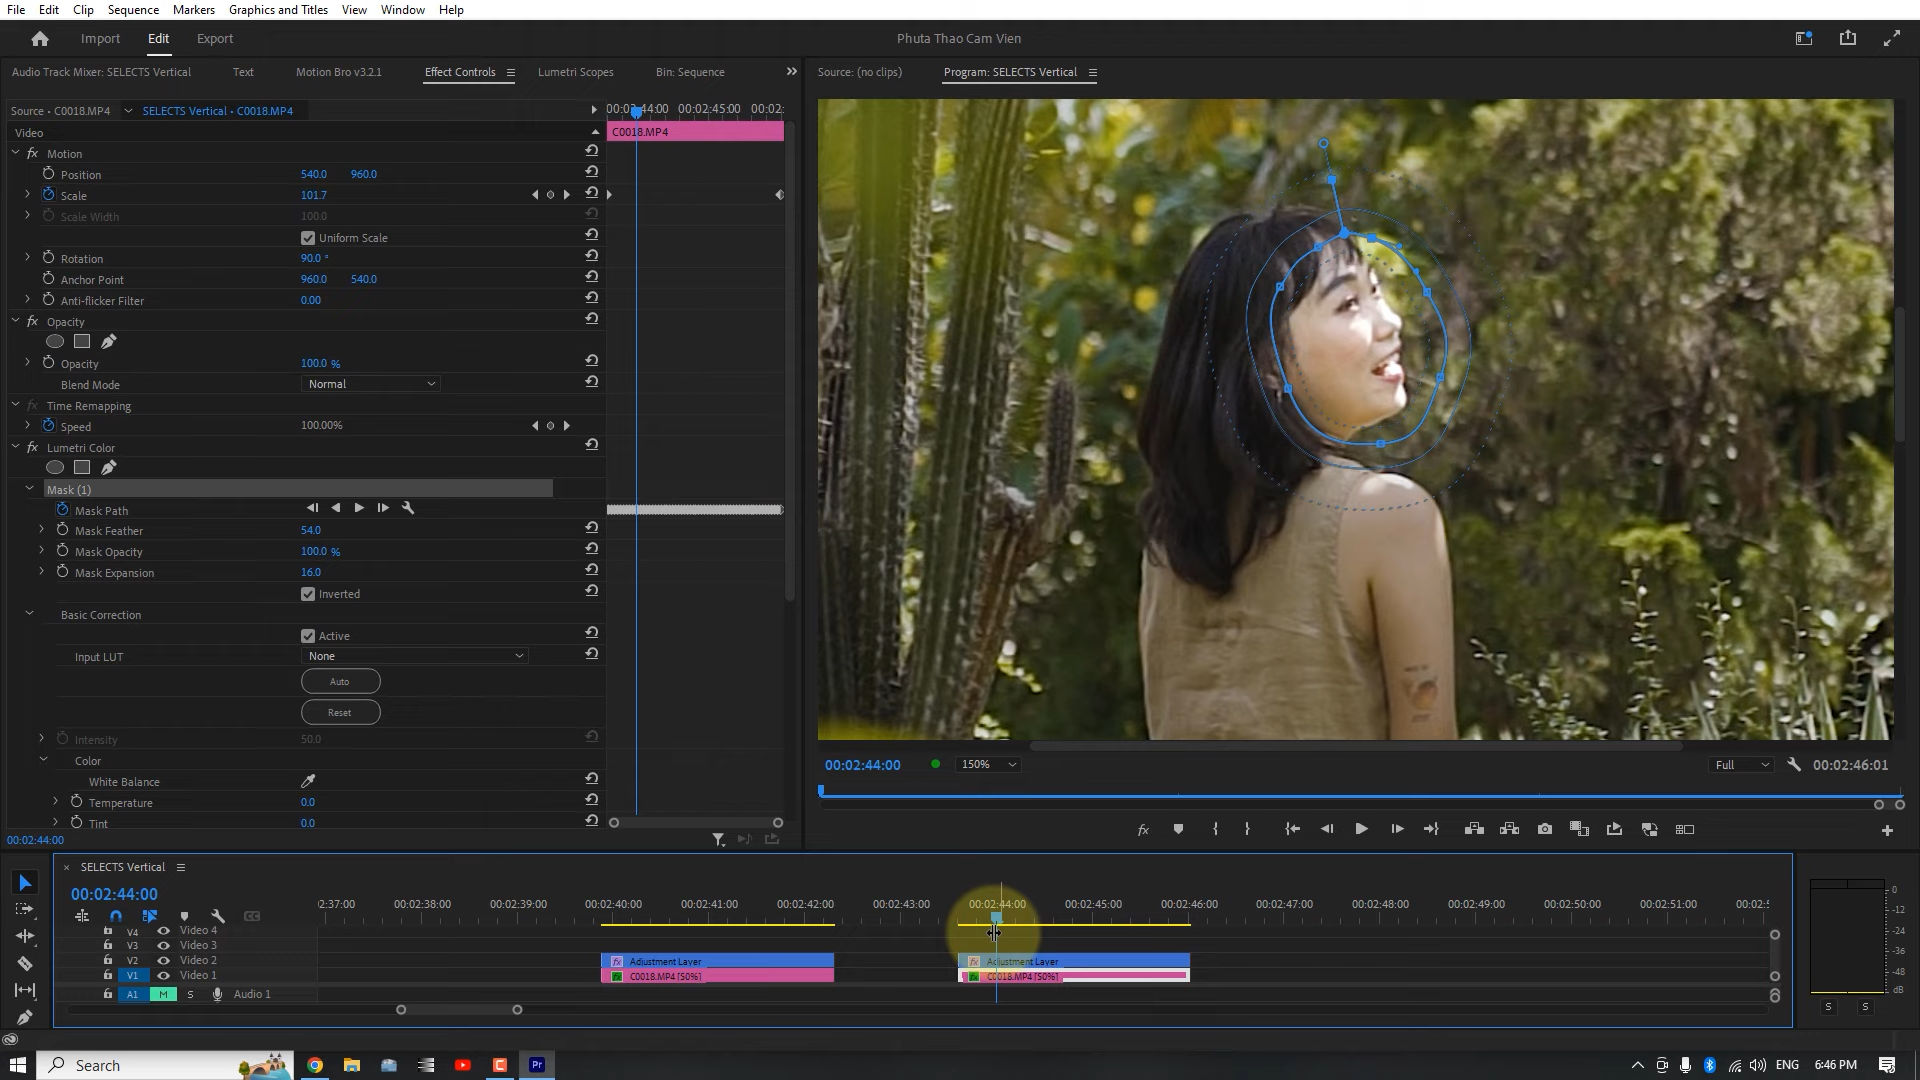 File Edit Clip Sequence Markers Graphics and Titles View Window Help
Import Edit Export Phuta Thao Cam Vien
Audio Track Mixer: SELECTS Vertical Text Motion Bro v3.2.1 Effect Controls Lumetri Scopes Bin: Sequence
Source: (no clips) Program: SELECTS Vertical
Source • C0018.MP4 SELECTS Vertical • C0018.MP4
00:02:44:00 00:02:45:00 00:02:
Video C0018.MP4
fx Motion
Position 540.0 960.0
Scale 101.7
Scale Width 100.0
Uniform Scale
Rotation 90.0 °
Anchor Point 960.0 540.0
Anti-flicker Filter 0.00
fx Opacity
Opacity 100.0 %
Blend Mode Normal
fx Time Remapping
Speed 100.00%
fx Lumetri Color
Mask (1)
Mask Path
Mask Feather 54.0
Mask Opacity 100.0 %
Mask Expansion 16.0
Inverted
Basic Correction
Active
Input LUT None
Auto
Reset
Intensity 50.0
Color
White Balance
Temperature 0.0
Tint 0.0
00:02:44:00
00:02:44:00 150% Full 00:02:46:01
fx
SELECTS Vertical
00:02:44:00
2:37:00 00:02:38:00 00:02:39:00 00:02:40:00 00:02:41:00 00:02:42:00 00:02:43:00 00:02:44:00 00:02:45:00 00:02:46:00 00:02:47:00 00:02:48:00 00:02:49:00 00:02:50:00 00:02:51:00 00:02:5
V4 Video 4
V3 Video 3
V2 Video 2 fx Adjustment Layer fx Adjustment Layer
V1 Video 1 fx C0018.MP4 [50%] fx C0018.MP4 [50%]
A1 M S Audio 1
0
-12
-24
-36
-48
dB
S S
Search Pr ENG 6:46 PM